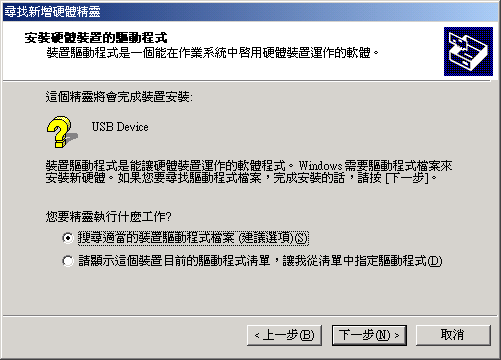 尋找新增硬體精靈
安裝硬體裝置的驅動程式
裝置驅動程式是一個能在作業系統中啓用硬體裝置運作的軟體。
這個精靈將會完成裝置安裝:
USB Device
裝置驅動程式是能讓硬體裝置運作的軟體程式。Windows 需要驅動程式檔案來
安裝新硬體。如果您要尋找驅動程式檔案，完成安裝的話，請按 [下一步]。
您要精靈執行什麼工作?
搜尋適當的裝置驅動程式檔案 (建議選項)(S)
請顯示這個裝置目前的驅動程式清單，讓我從清單中指定驅動程式(D)
< 上一步(B)
下一步(N) >
取消